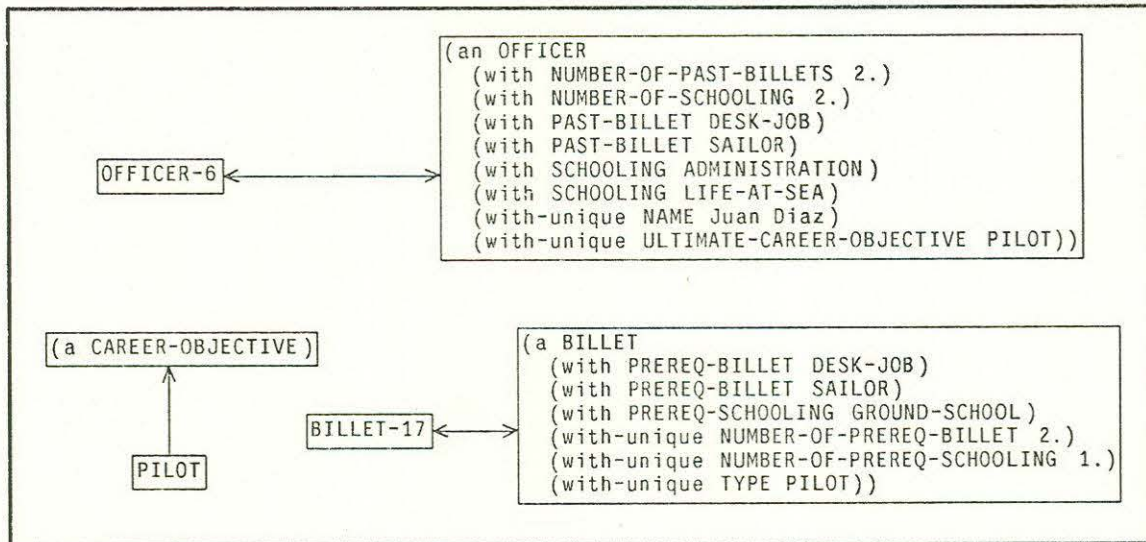 (an OFFICER
(with NUMBER-OF-PAST-BILLETS 2.)
(with NUMBER-OF-SCHOOLING 2.)
(with PAST-BILLET DESK-JOB)
(with PAST-BILLET SAILOR)
(with SCHOOLING ADMINISTRATION)
(with SCHOOLING LIFE-AT-SEA)
(with-unique NAME Juan Diaz)
(with-unique ULTIMATE-CAREER-OBJECTIVE PILOT))
OFFICER-6
(a CAREER-OBJECTIVE)
PILOT
(a BILLET
(with PREREQ-BILLET DESK-JOB)
(with PREREQ-BILLET SAILOR)
(with PREREQ-SCHOOLING GROUND-SCHOOL)
(with-unique NUMBER-OF-PREREQ-BILLET 2.)
(with-unique NUMBER-OF-PREREQ-SCHOOLING 1.)
(with-unique TYPE PILOT))
BILLET-17